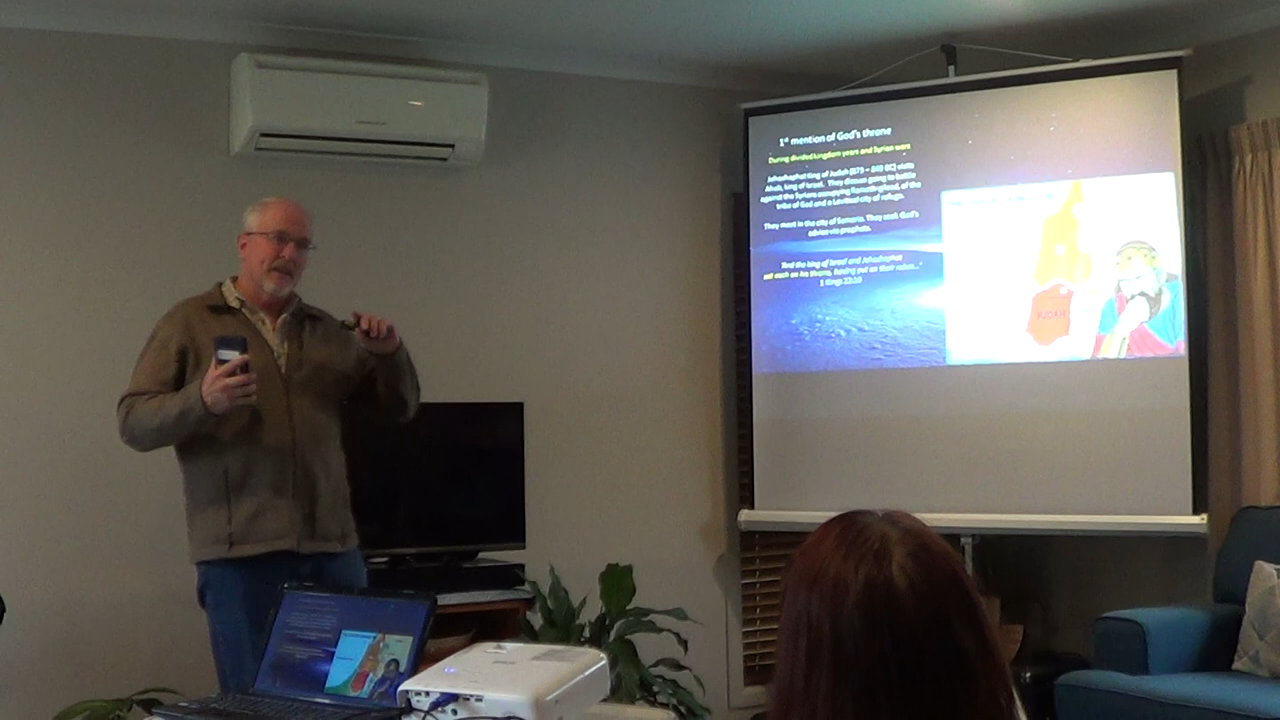 1st mention of God's throne
During divided kingdom years and Syrian wars
Jehoshaphat king of Judah (873 – 849 BC) visits
Ahab, king of Israel. They discuss going to battle
against the Syrians occupying Ramoth-gilead, of the
tribe of Gad and a Levitical city of refuge.
They meet in the city of Samaria. They seek God's
advice via prophets.
"And the king of Israel and Jehoshaphat
sat each on his throne, having put on their robes..."
1 Kings 22:10
JUDAH